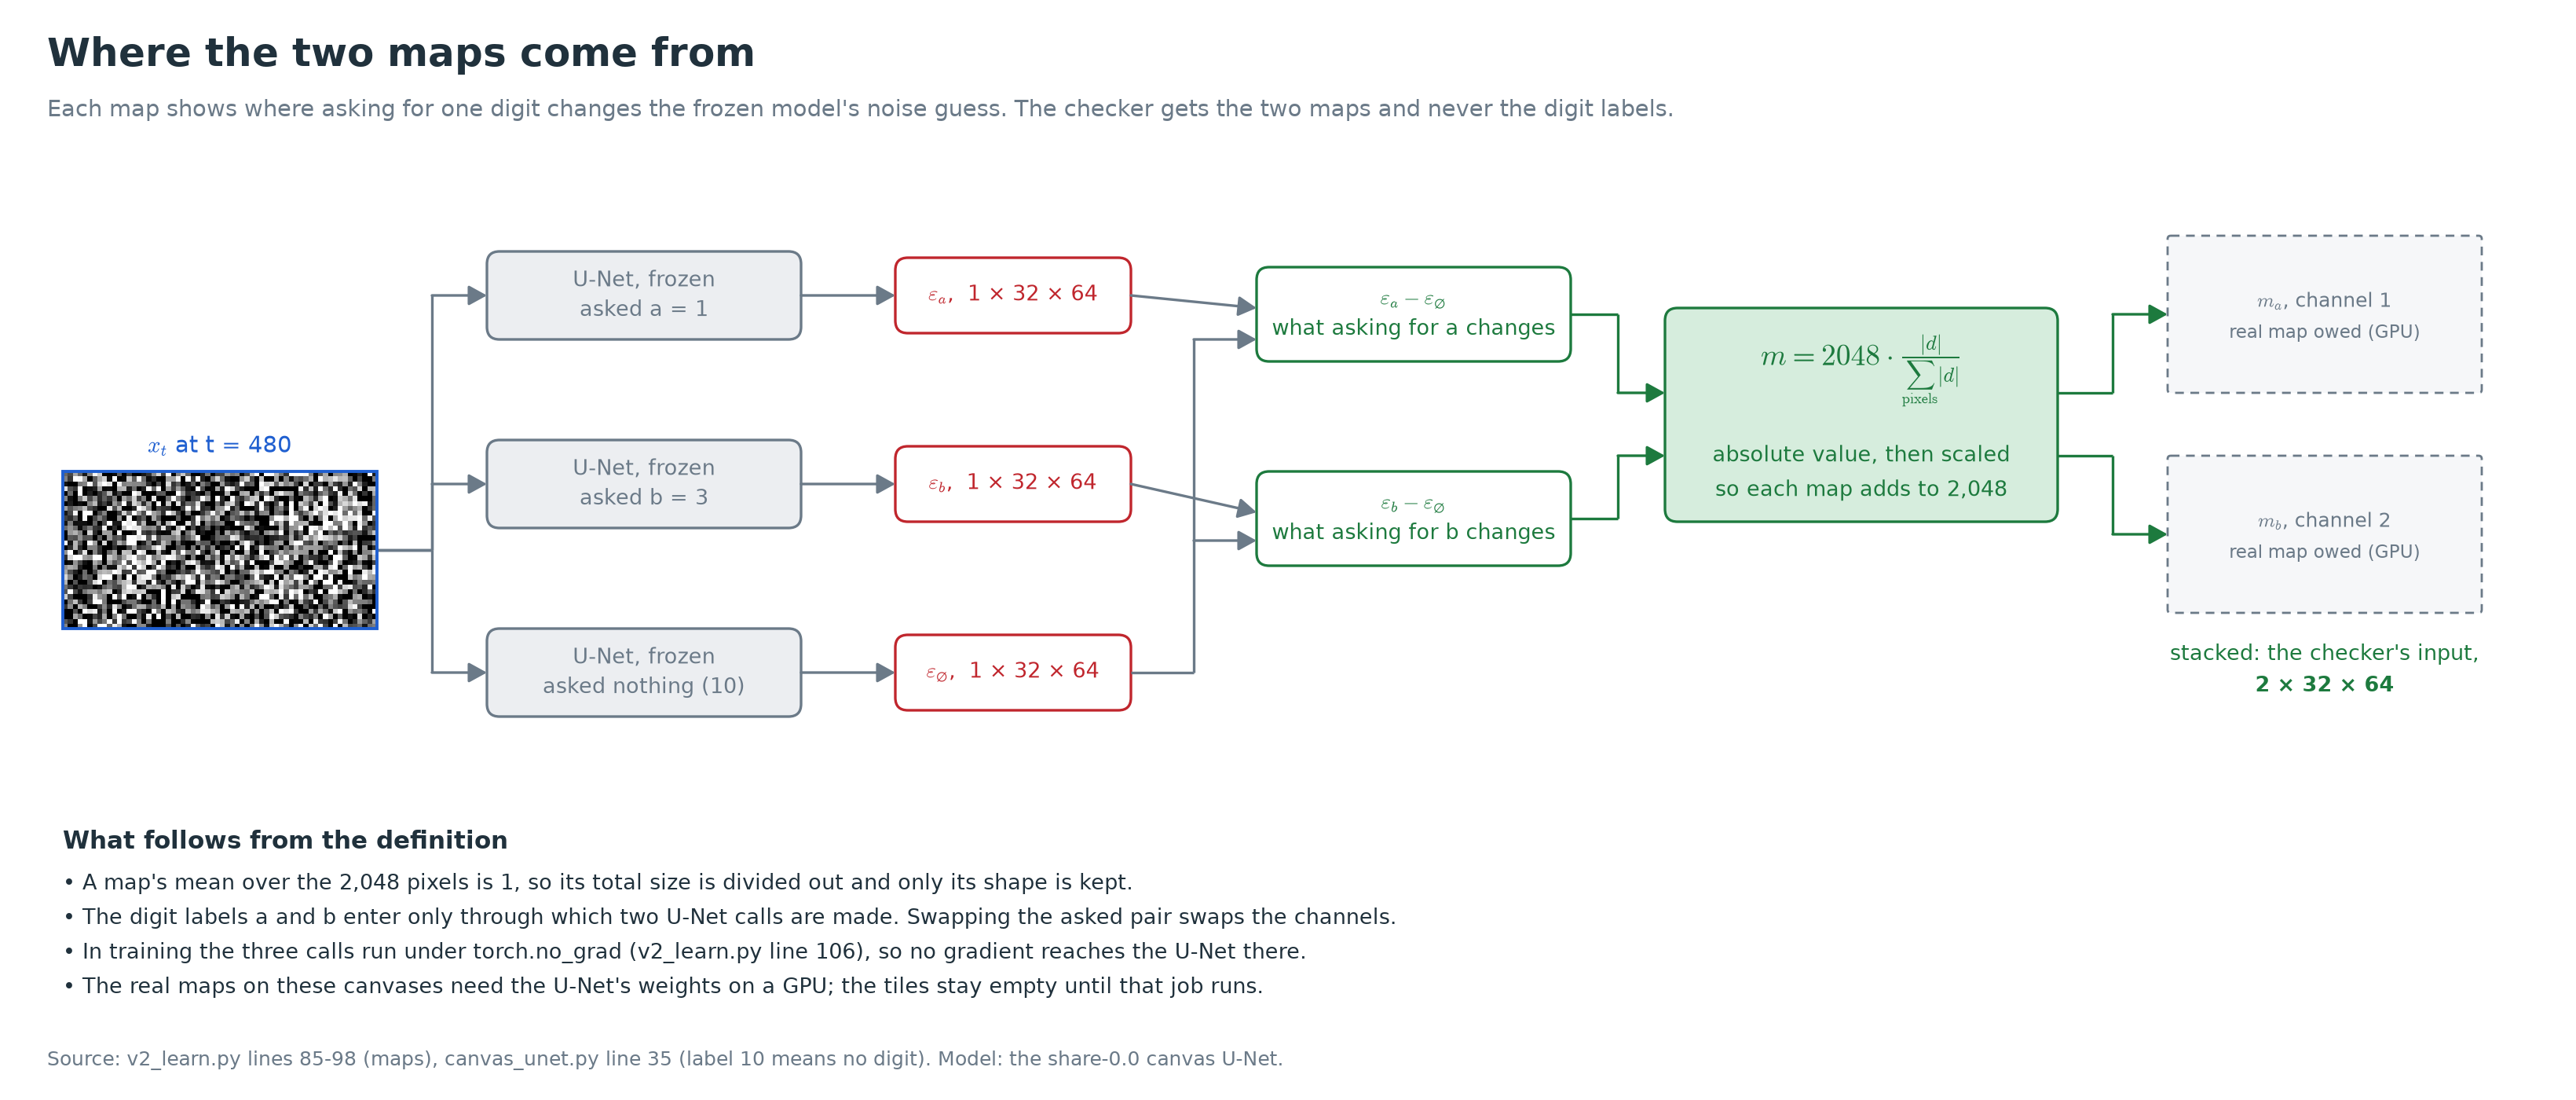 Where the two maps come from
Each map shows where asking for one digit changes the frozen model's noise guess. The checker gets the two maps and never the digit labels.
x_t at t = 480
U-Net, frozen
asked a = 1
U-Net, frozen
asked b = 3
U-Net, frozen
asked nothing (10)
ε_a, 1 × 32 × 64
ε_b, 1 × 32 × 64
ε_∅, 1 × 32 × 64
ε_a − ε_∅
what asking for a changes
ε_b − ε_∅
what asking for b changes
m = 2048 · |d| / ∑_pixels |d|
absolute value, then scaled
so each map adds to 2,048
m_a, channel 1
real map owed (GPU)
m_b, channel 2
real map owed (GPU)
stacked: the checker's input,
2 × 32 × 64
What follows from the definition
• A map's mean over the 2,048 pixels is 1, so its total size is divided out and only its shape is kept.
• The digit labels a and b enter only through which two U-Net calls are made. Swapping the asked pair swaps the channels.
• In training the three calls run under torch.no_grad (v2_learn.py line 106), so no gradient reaches the U-Net there.
• The real maps on these canvases need the U-Net's weights on a GPU; the tiles stay empty until that job runs.
Source: v2_learn.py lines 85-98 (maps), canvas_unet.py line 35 (label 10 means no digit). Model: the share-0.0 canvas U-Net.